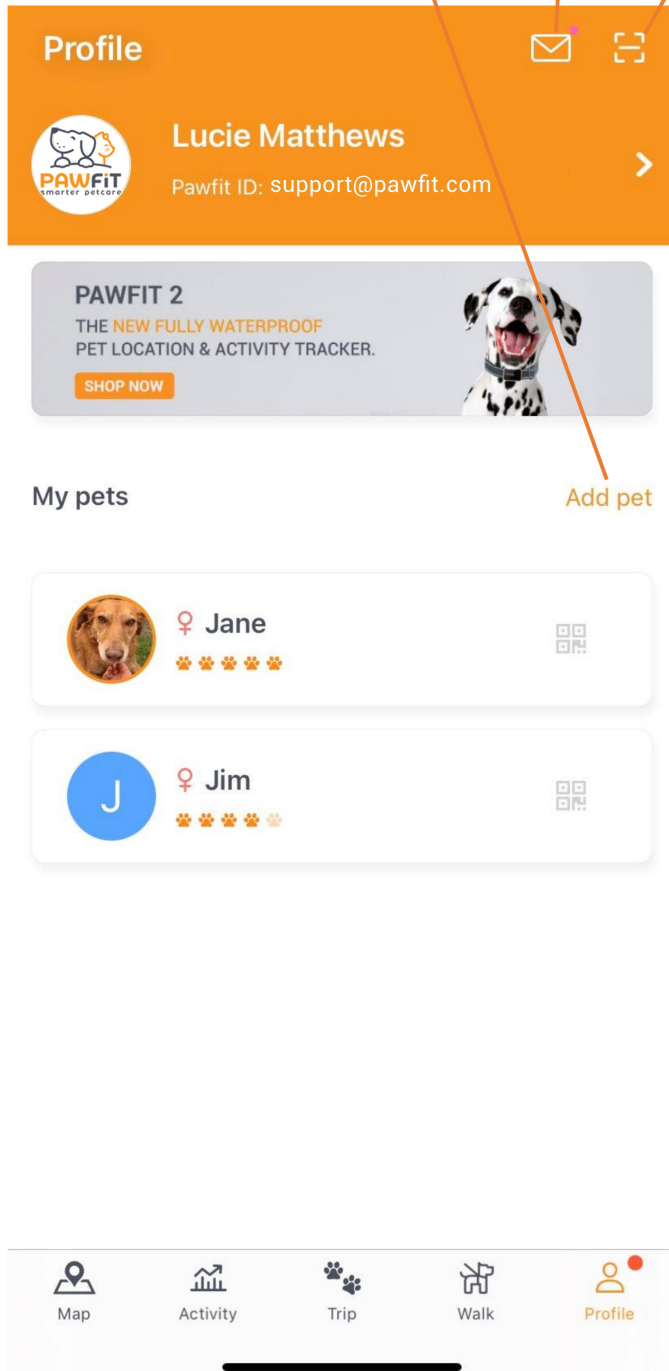 Profile
PAWFiT
smarter petcare
Lucie Matthews
Pawfit ID: support@pawfit.com
PAWFIT 2
THE NEW FULLY WATERPROOF
PET LOCATION & ACTIVITY TRACKER.
SHOP NOW
My pets
Add pet
Jane
J
Jim
Map
Activity
Trip
Walk
Profile